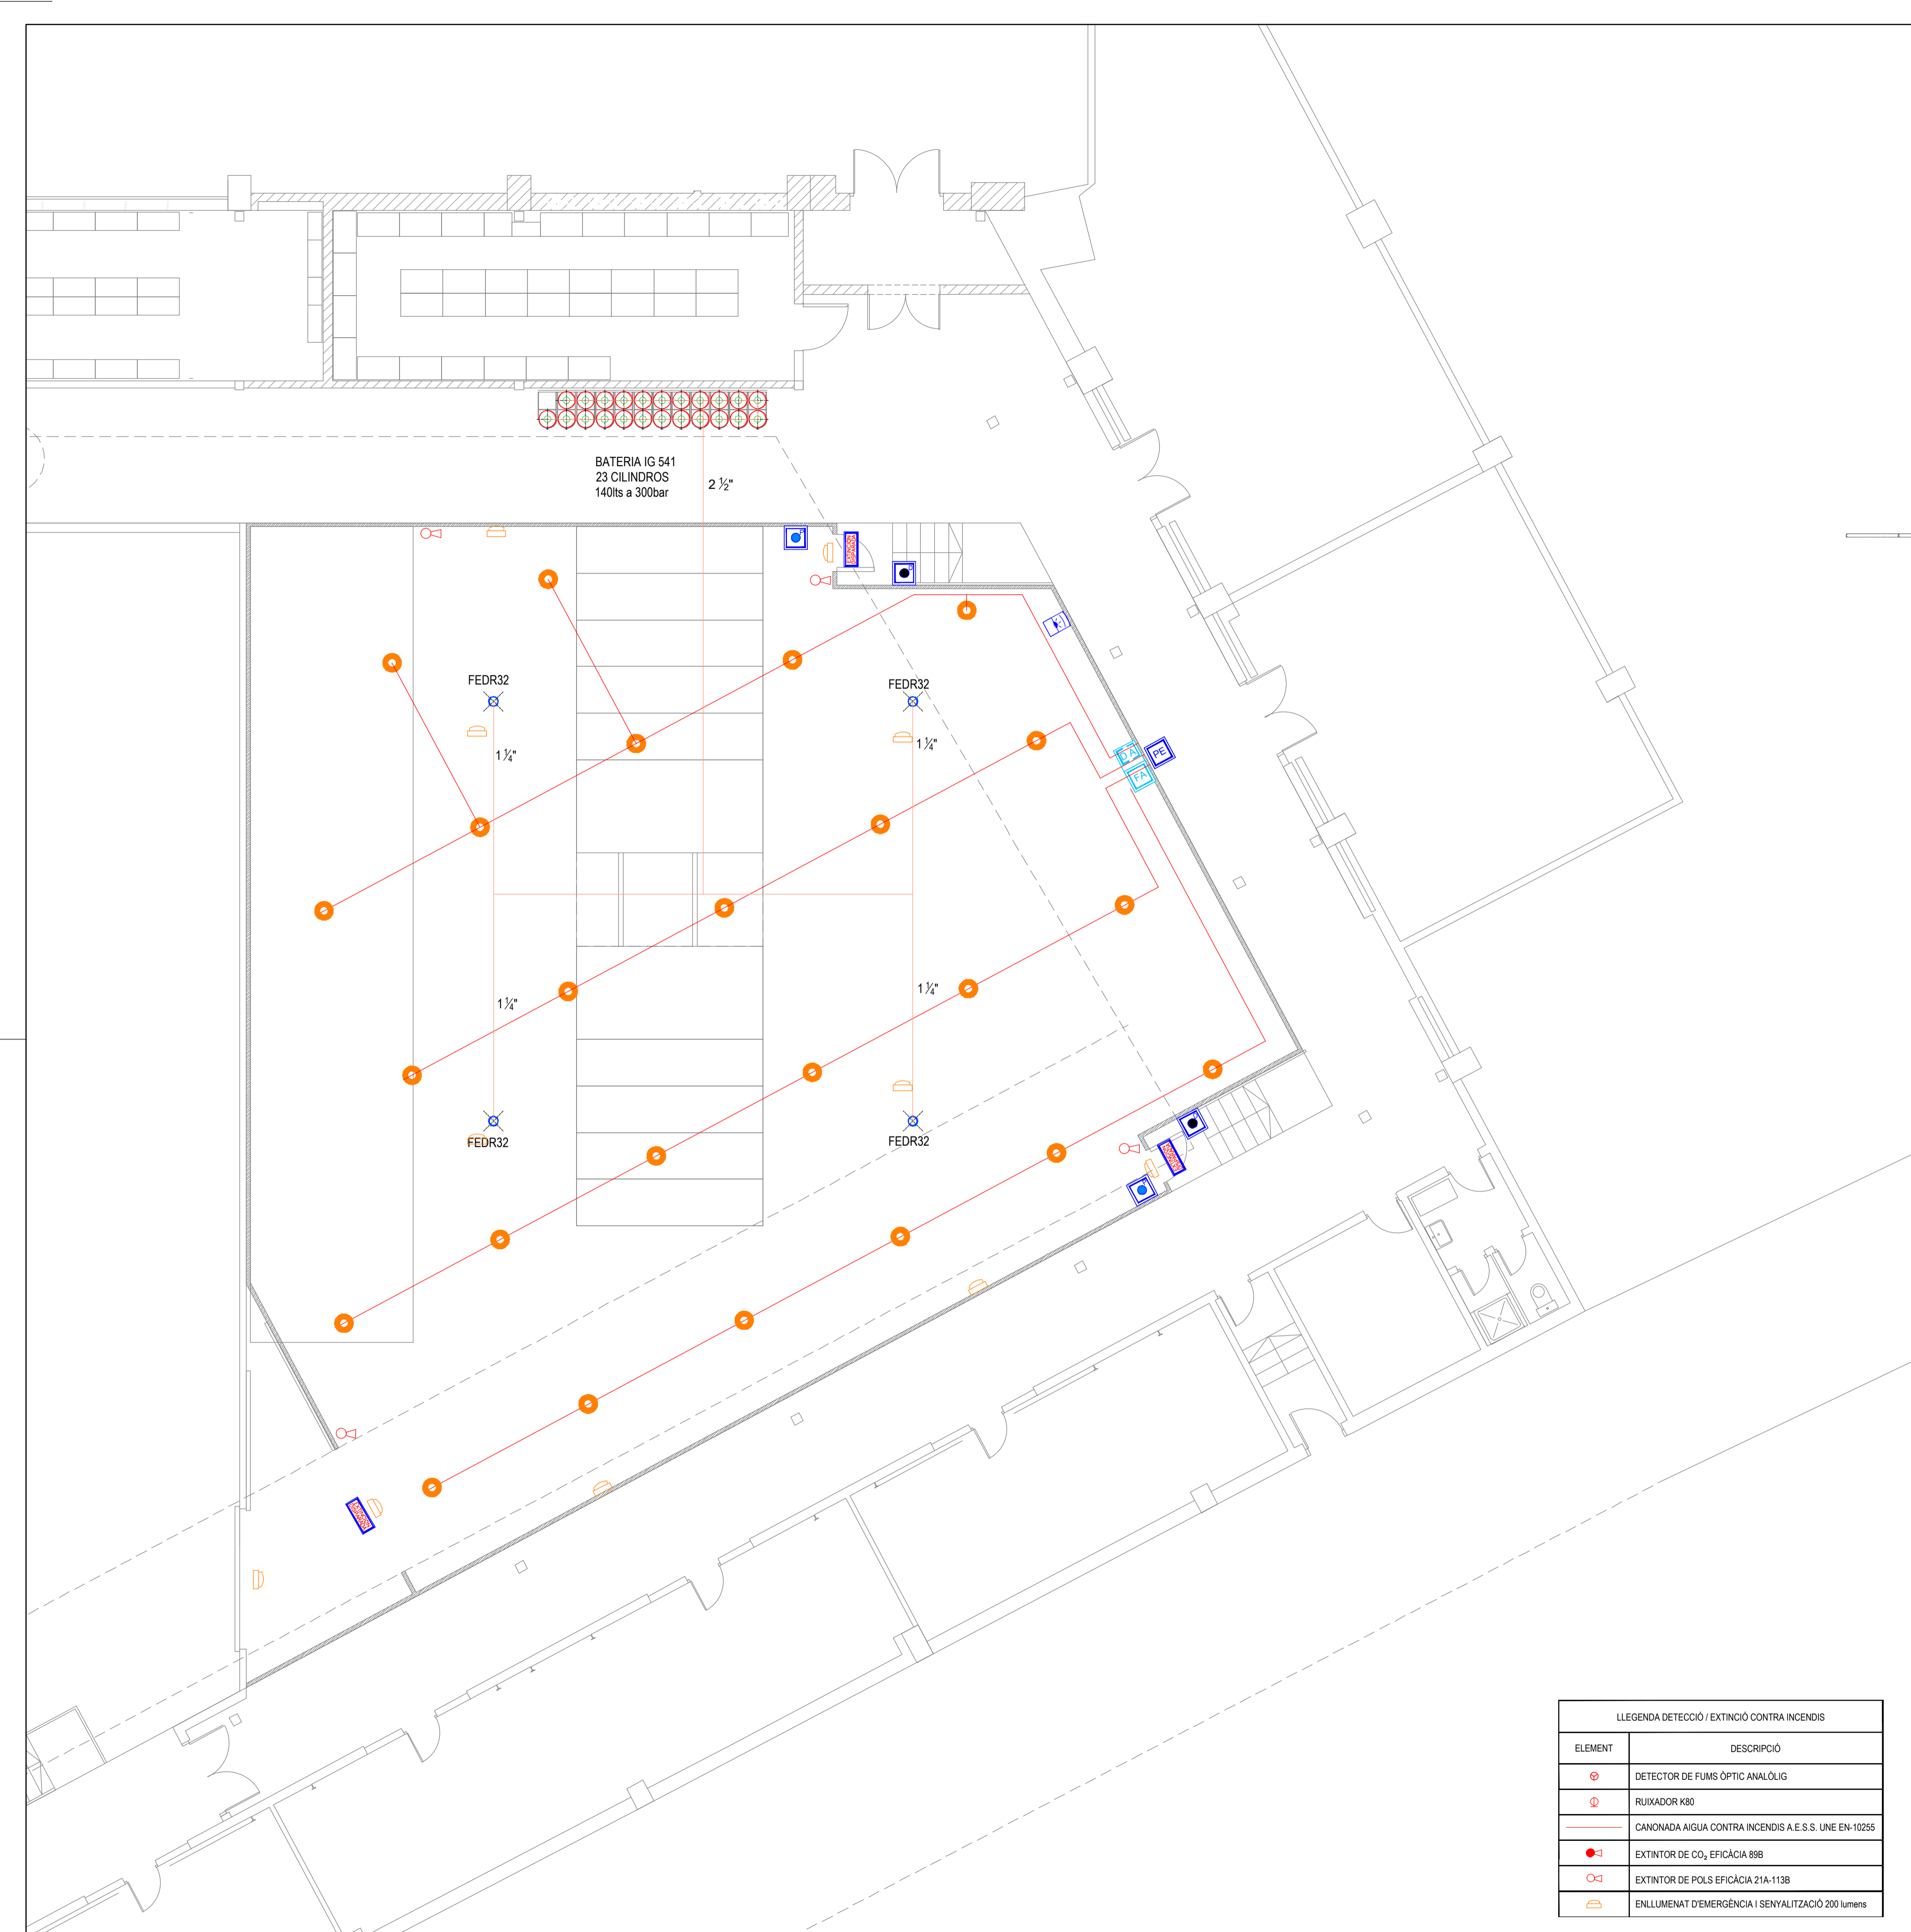 BATERIA IG 541
23 CILINDROS
140lts a 300bar
2 ½"
EXTINCIÓN
DISPARADA
FEDR32
FEDR32
1 ¼"
1 ¼"
D A
PE
FA
1 ¼"
1 ¼"
FEDR32
FEDR32
LLEGENDA DETECCIÓ / EXTINCIÓ CONTRA INCENDIS
ELEMENT
DESCRIPCIÓ
DETECTOR DE FUMS ÒPTIC ANALÒLIG
RUIXADOR K80
CANONADA AIGUA CONTRA INCENDIS A.E.S.S. UNE EN-10255
EXTINTOR DE CO₂ EFICÀCIA 89B
EXTINTOR DE POLS EFICÀCIA 21A-113B
ENLLUMENAT D'EMERGÈNCIA I SENYALITZACIÓ 200 lumens